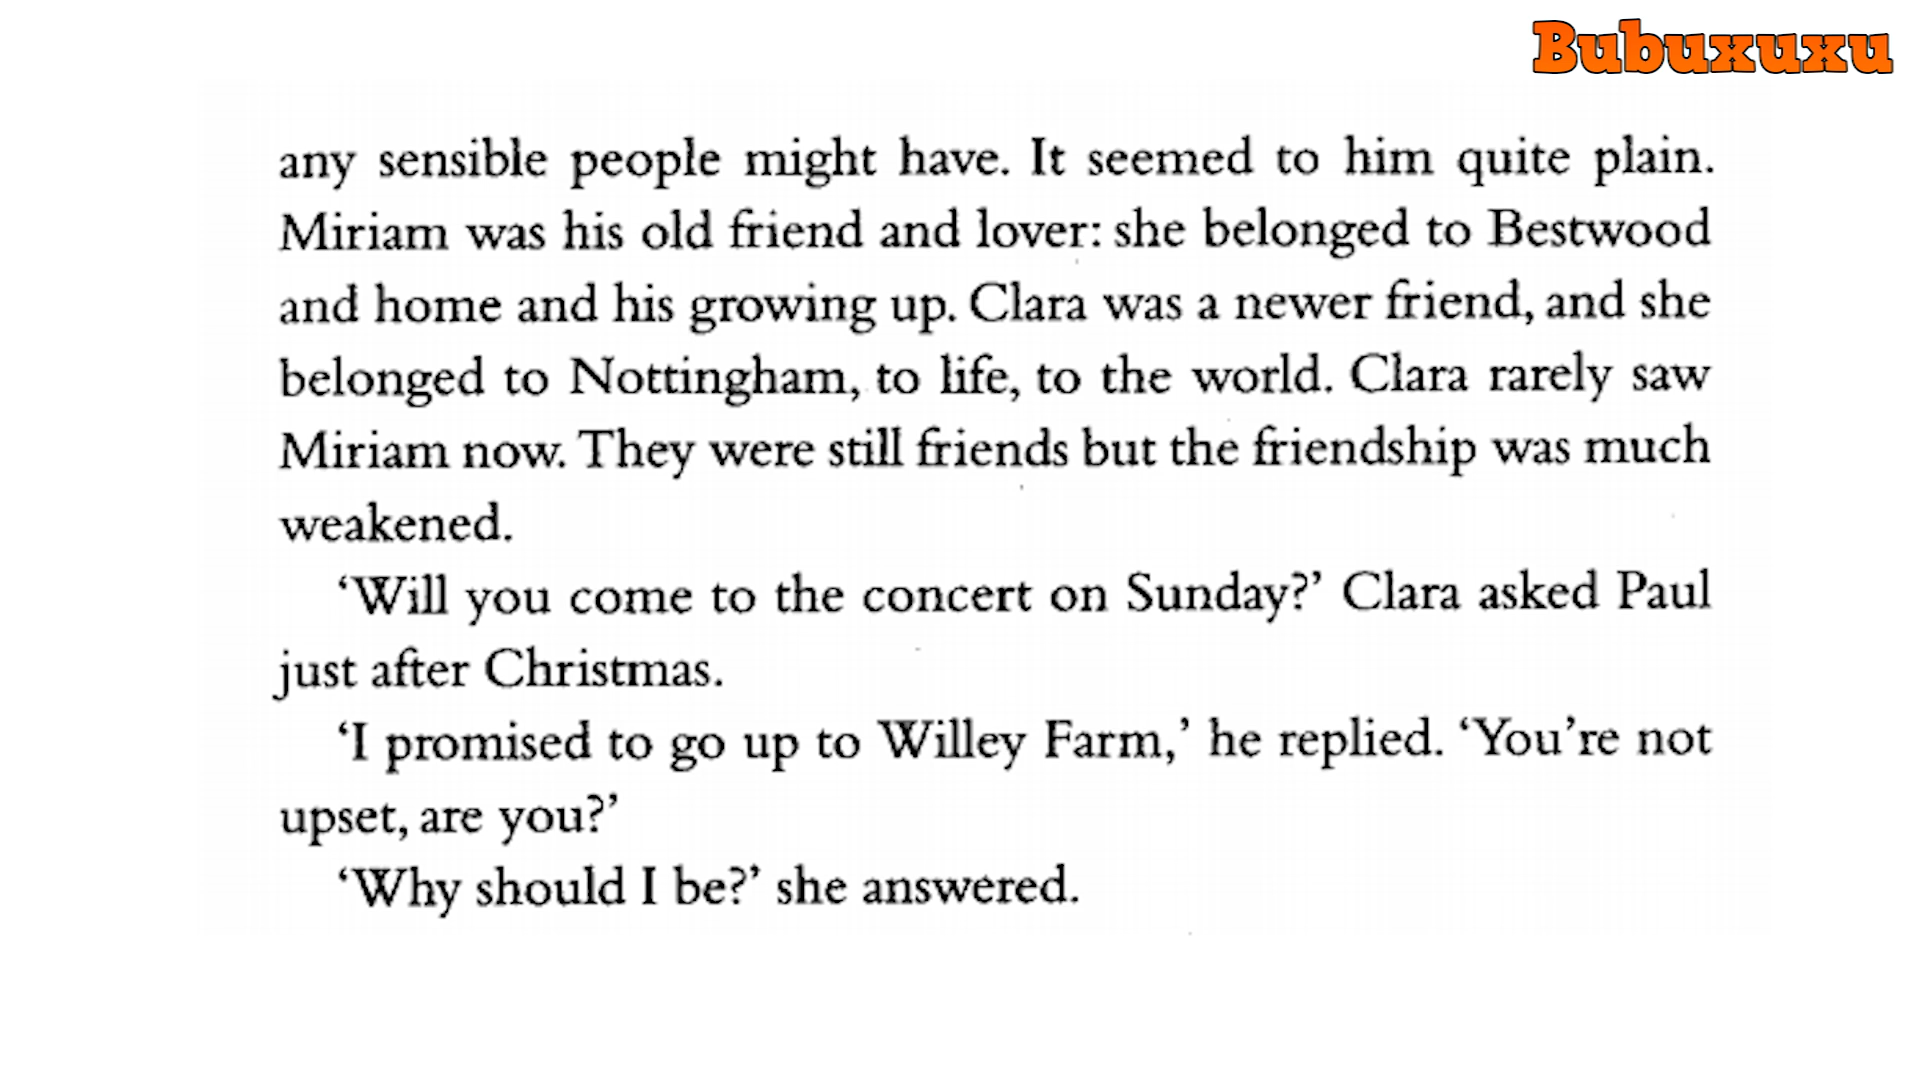 Bubuxuxu
any sensible people might have. It seemed to him quite plain.
Miriam was his old friend and lover: she belonged to Bestwood
and home and his growing up. Clara was a newer friend, and she
belonged to Nottingham, to life, to the world. Clara rarely saw
Miriam now. They were still friends but the friendship was much
weakened.
‘Will you come to the concert on Sunday?’ Clara asked Paul
just after Christmas.
‘I promised to go up to Willey Farm,’ he replied. ‘You’re not
upset, are you?’
‘Why should I be?’ she answered.